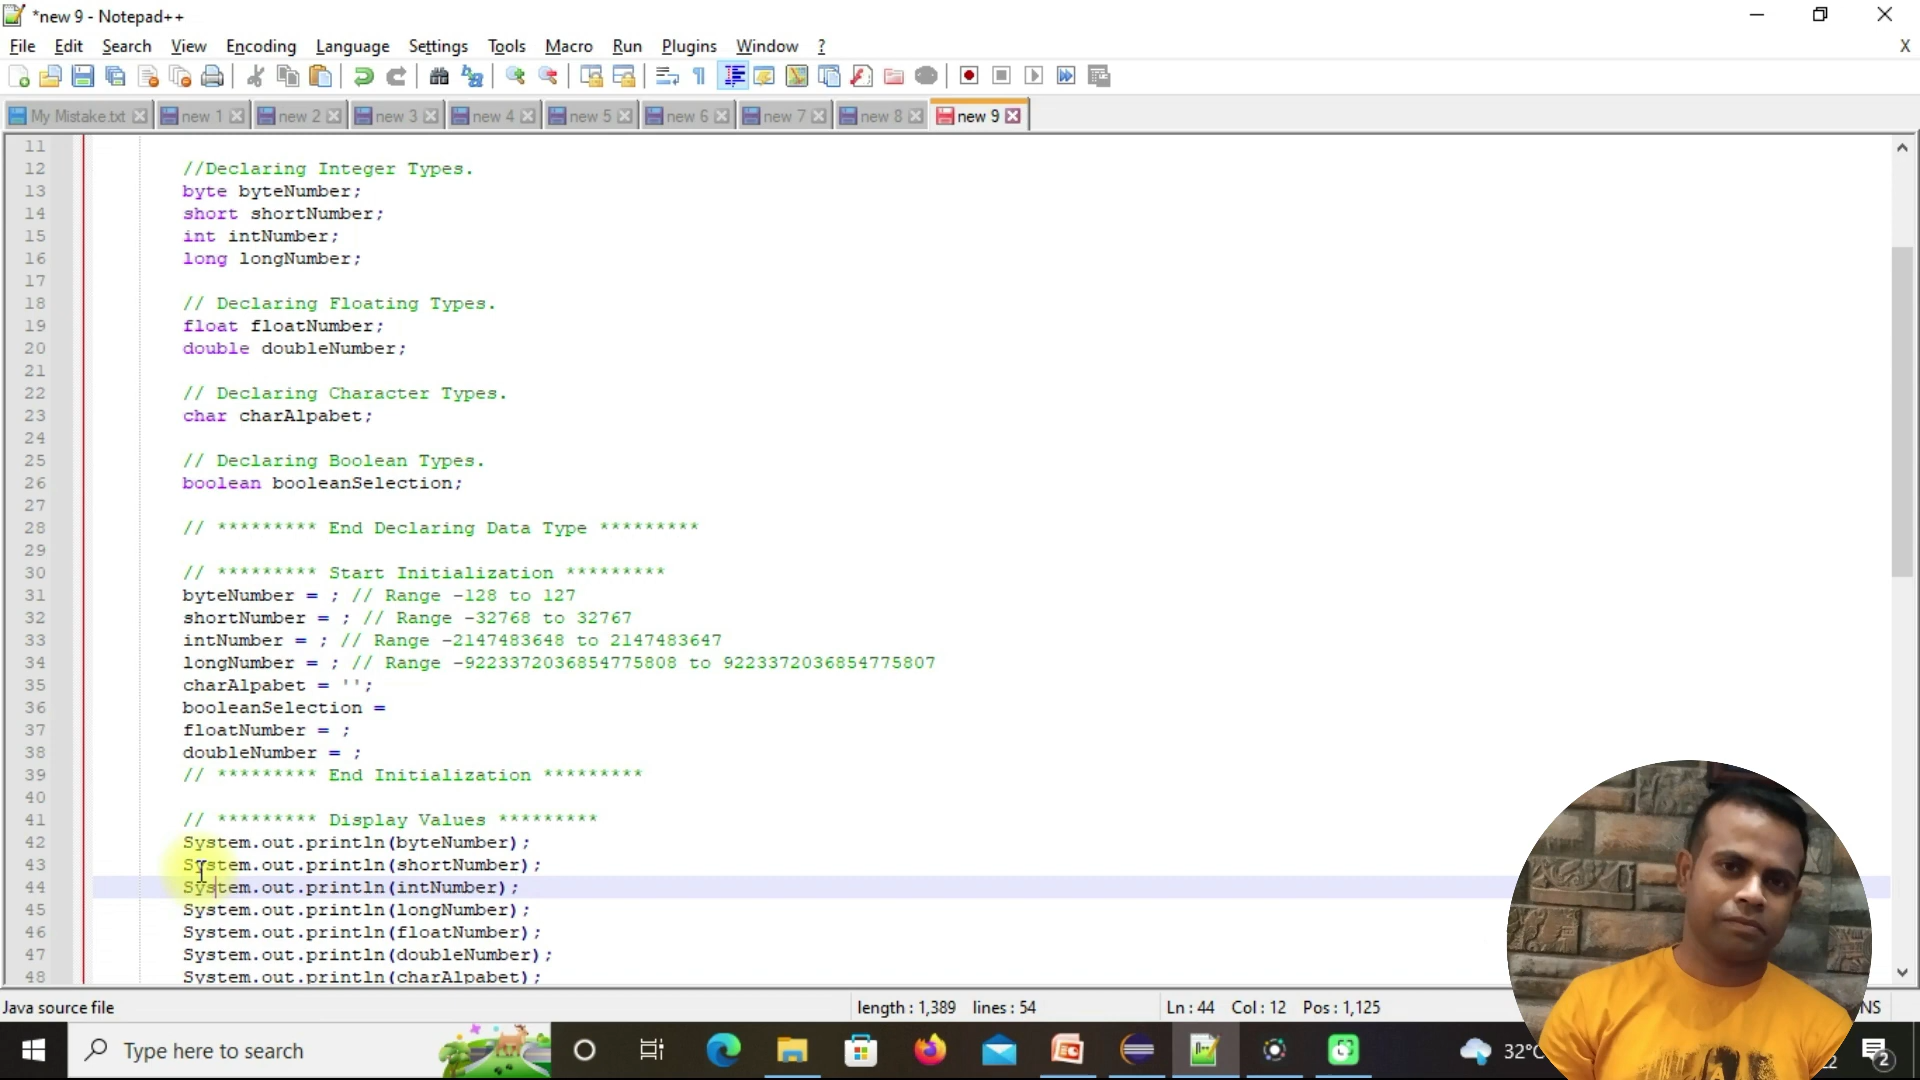 *new 9 - Notepad++
File Edit Search View Encoding Language Settings Tools Macro Run Plugins Window ? X
My Mistake.txt new 1 new 2 new 3 new 4 new 5 new 6 new 7 new 8 new 9
11
12 //Declaring Integer Types.
13 byte byteNumber;
14 short shortNumber;
15 int intNumber;
16 long longNumber;
17
18 // Declaring Floating Types.
19 float floatNumber;
20 double doubleNumber;
21
22 // Declaring Character Types.
23 char charAlpabet;
24
25 // Declaring Boolean Types.
26 boolean booleanSelection;
27
28 // ********* End Declaring Data Type *********
29
30 // ********* Start Initialization *********
31 byteNumber = ; // Range -128 to 127
32 shortNumber = ; // Range -32768 to 32767
33 intNumber = ; // Range -2147483648 to 2147483647
34 longNumber = ; // Range -9223372036854775808 to 9223372036854775807
35 charAlpabet = '';
36 booleanSelection =
37 floatNumber = ;
38 doubleNumber = ;
39 // ********* End Initialization *********
40
41 // ********* Display Values *********
42 System.out.println(byteNumber);
43 System.out.println(shortNumber);
44 System.out.println(intNumber);
45 System.out.println(longNumber);
46 System.out.println(floatNumber);
47 System.out.println(doubleNumber);
48 System.out.println(charAlpabet);
Java source file length : 1,389 lines : 54 Ln : 44 Col : 12 Pos : 1,125 NS
Type here to search 32°C 2